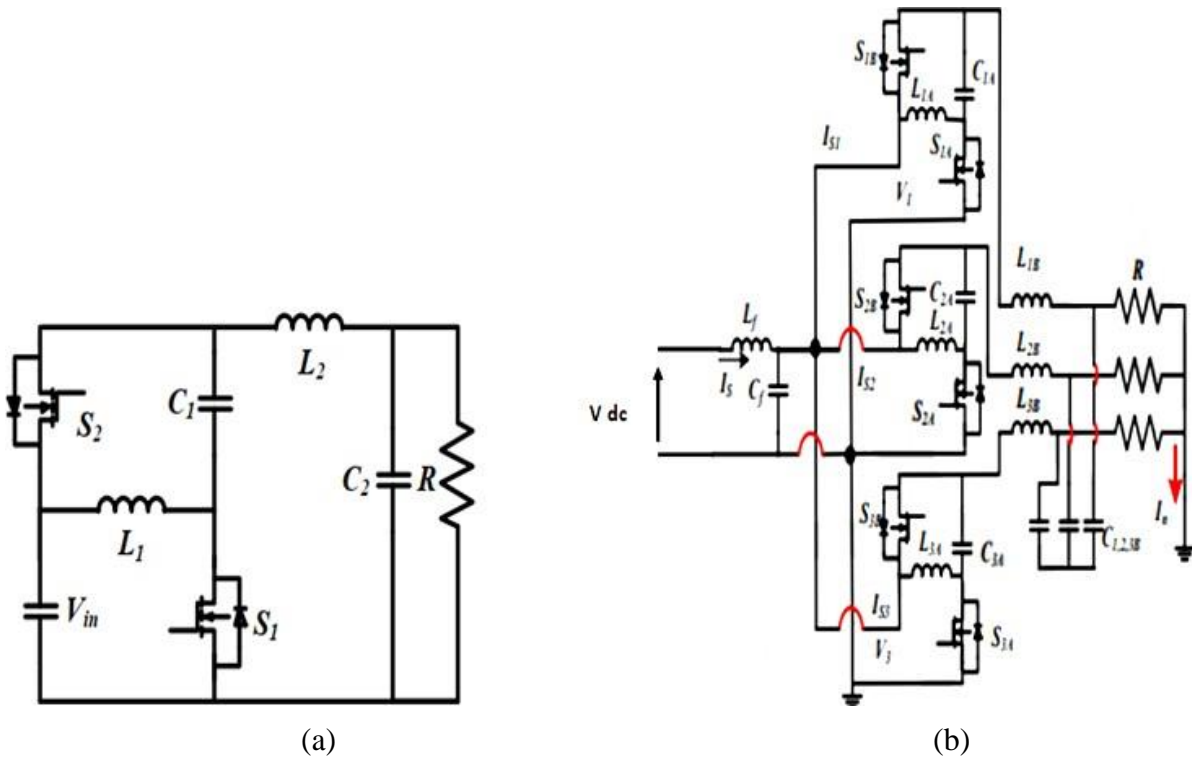 S2
C1
L2
L1
C2
R
Vin
S1
(a)
S1B
C1A
L1A
IS1
S1A
V1
S2B
C2A
L2A
L1B
R
Lf
IS
Cf
IS2
S2A
L2B
L3B
V dc
S3B
L3A
C3A
C1,2,3B
In
IS3
V3
S3A
(b)